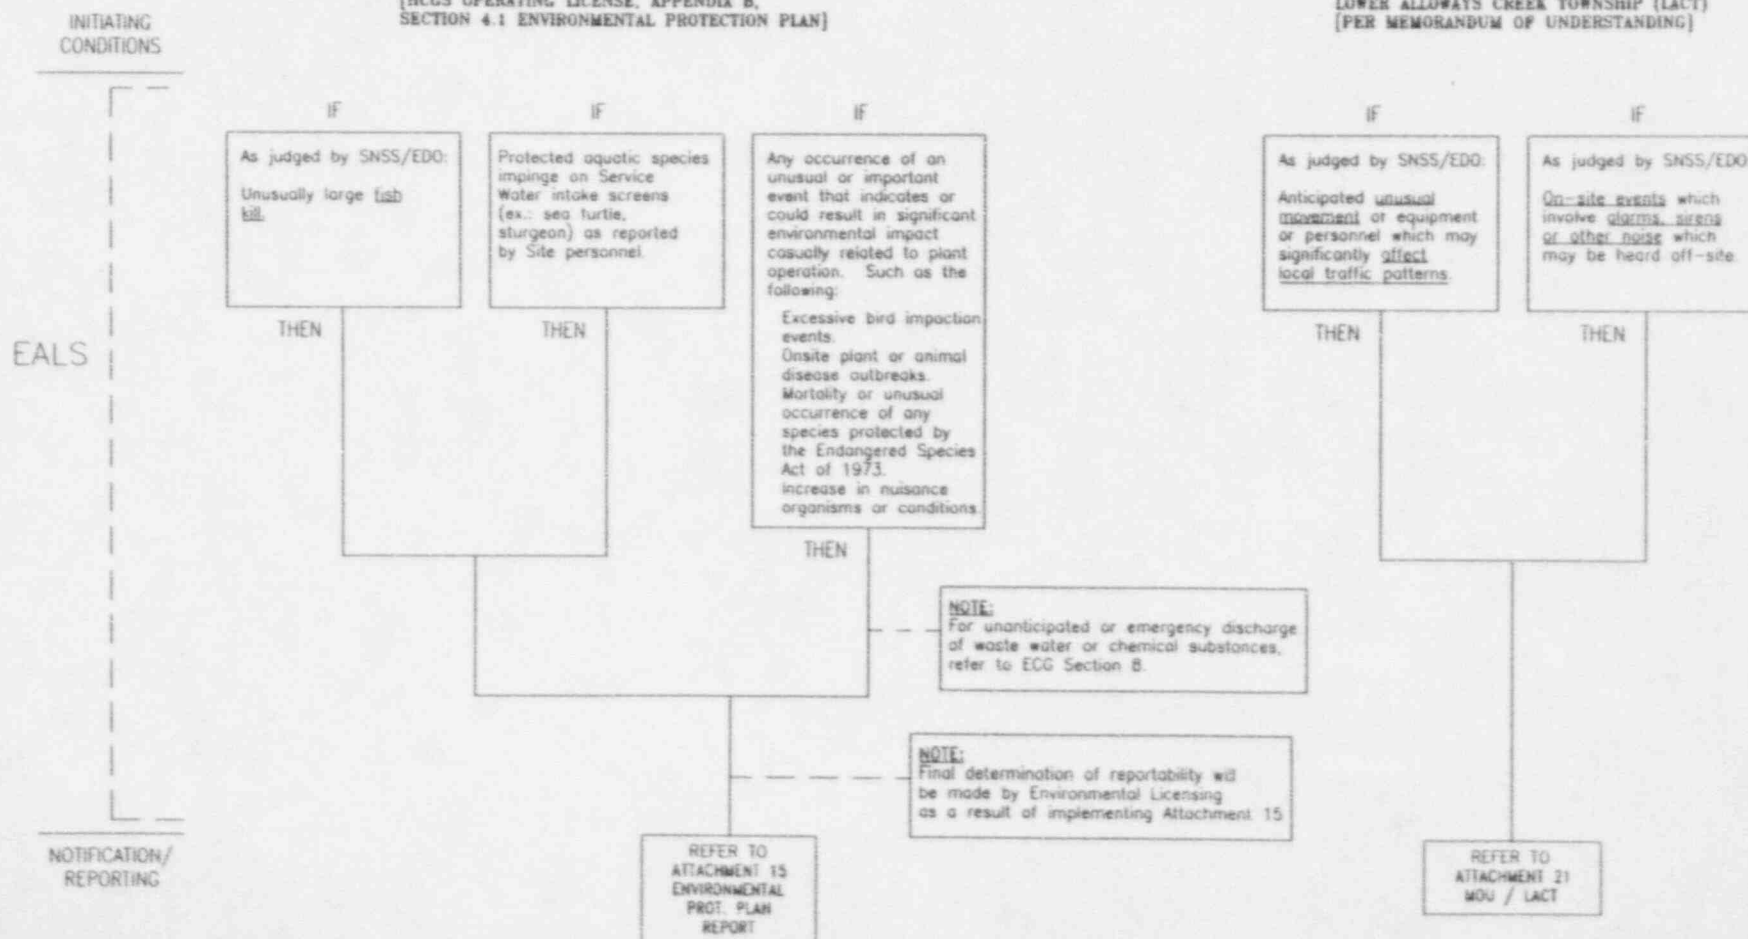 INITIATING
CONDITIONS
[HCGS OPERATING LICENSE, APPENDIX B,
SECTION 4.1 ENVIRONMENTAL PROTECTION PLAN]
LOWER ALLOWAYS CREEK TOWNSHIP (LACT)
[PER MEMORANDUM OF UNDERSTANDING]
EALS
IF
As judged by SNSS/EDO:
Unusually large fish
kill.
THEN
IF
Protected aquatic species
impinge on Service
Water intake screens
(ex.: sea turtle,
sturgeon) as reported
by Site personnel.
THEN
IF
Any occurrence of an
unusual or important
event that indicates or
could result in significant
environmental impact
casually related to plant
operation. Such as the
following:
Excessive bird impaction
events.
Onsite plant or animal
disease outbreaks.
Mortality or unusual
occurrence of any
species protected by
the Endangered Species
Act of 1973.
Increase in nuisance
organisms or conditions.
THEN
IF
As judged by SNSS/EDO:
Anticipated unusual
movement of equipment
or personnel which may
significantly affect
local traffic patterns.
THEN
IF
As judged by SNSS/EDO
On-site events which
involve alarms, sirens
or other noise which
may be heard off-site.
THEN
NOTE:
For unanticipated or emergency discharge
of waste water or chemical substances,
refer to ECG Section B.
NOTE:
Final determination of reportability will
be made by Environmental Licensing
as a result of implementing Attachment 15
NOTIFICATION/
REPORTING
REFER TO
ATTACHMENT 15
ENVIRONMENTAL
PROT. PLAN
REPORT
REFER TO
ATTACHMENT 21
MOU / LACT